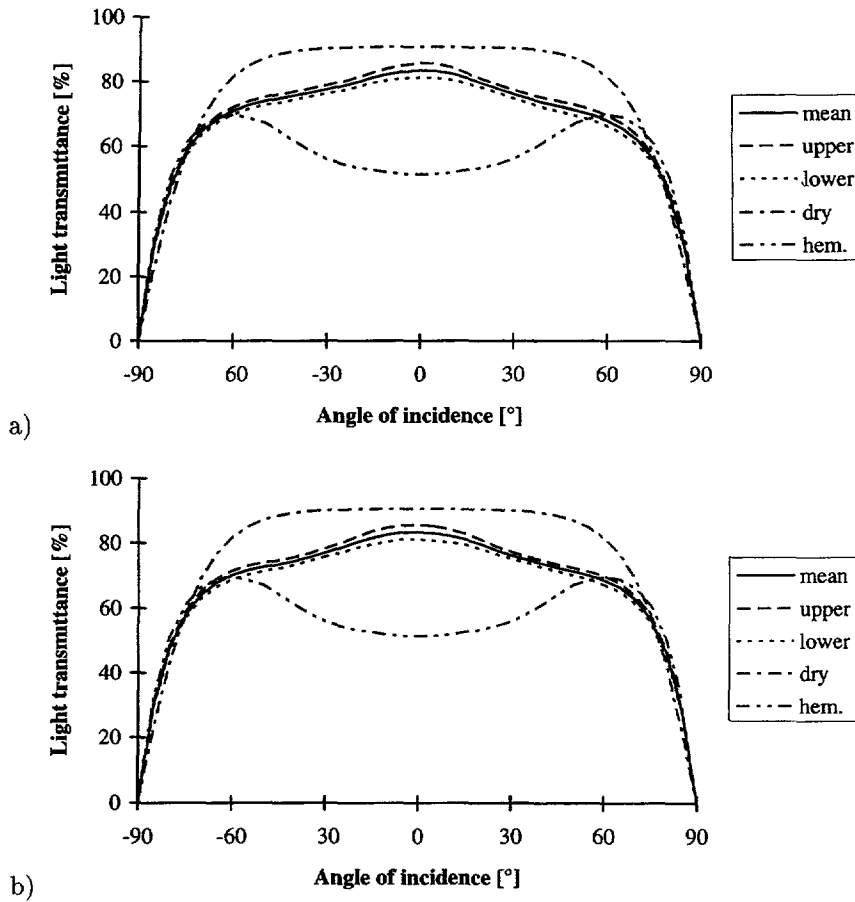 100
80
60
40
20
0
Light transmittance [%]
-90
60
-30
0
30
60
90
Angle of incidence [°]
mean
upper
lower
dry
hem.
a)
100
80
60
40
20
0
Light transmittance [%]
-90
-60
30
0
30
60
90
Angle of incidence [°]
mean
upper
lower
dry
hem.
b)